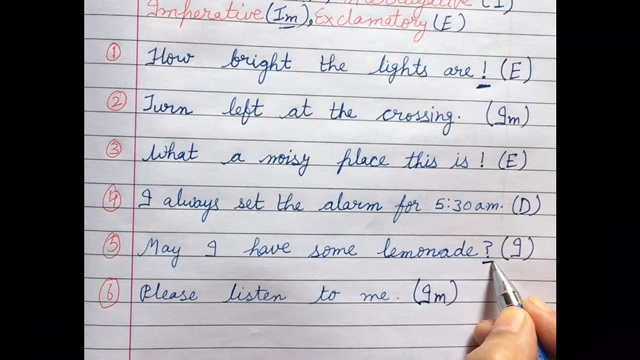 Interrogative (I)
Imperative (Im), Exclamatory (E)
① How bright the lights are ! (E)
② Turn left at the crossing. (Im)
③ What a noisy place this is ! (E)
④ I always set the alarm for 5:30 am. (D)
⑤ May I have some lemonade ? (I)
⑥ Please listen to me. (Im)